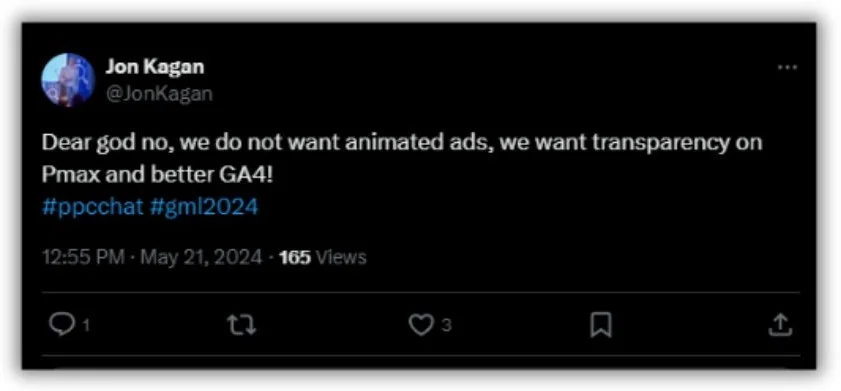 Jon Kagan
@JonKagan
Dear god no, we do not want animated ads, we want transparency on
Pmax and better GA4!
#ppcchat #gml2024
12:55 PM · May 21, 2024 · 165 Views
1
3